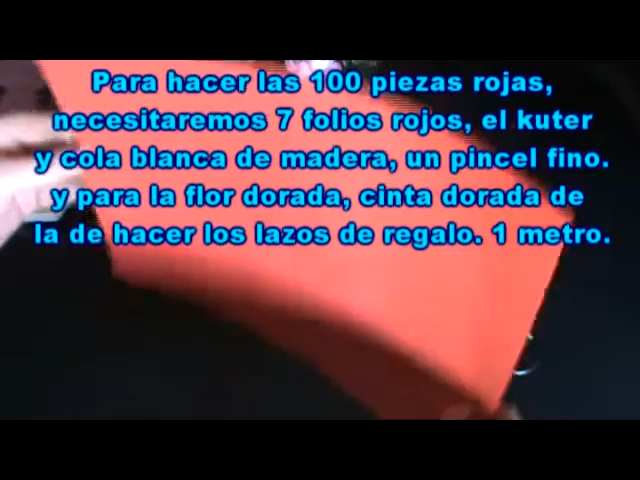 Para hacer las 100 piezas rojas,
necesitaremos 7 folios rojos, el kuter
y cola blanca de madera, un pincel fino.
y para la flor dorada, cinta dorada de
la de hacer los lazos de regalo. 1 metro.